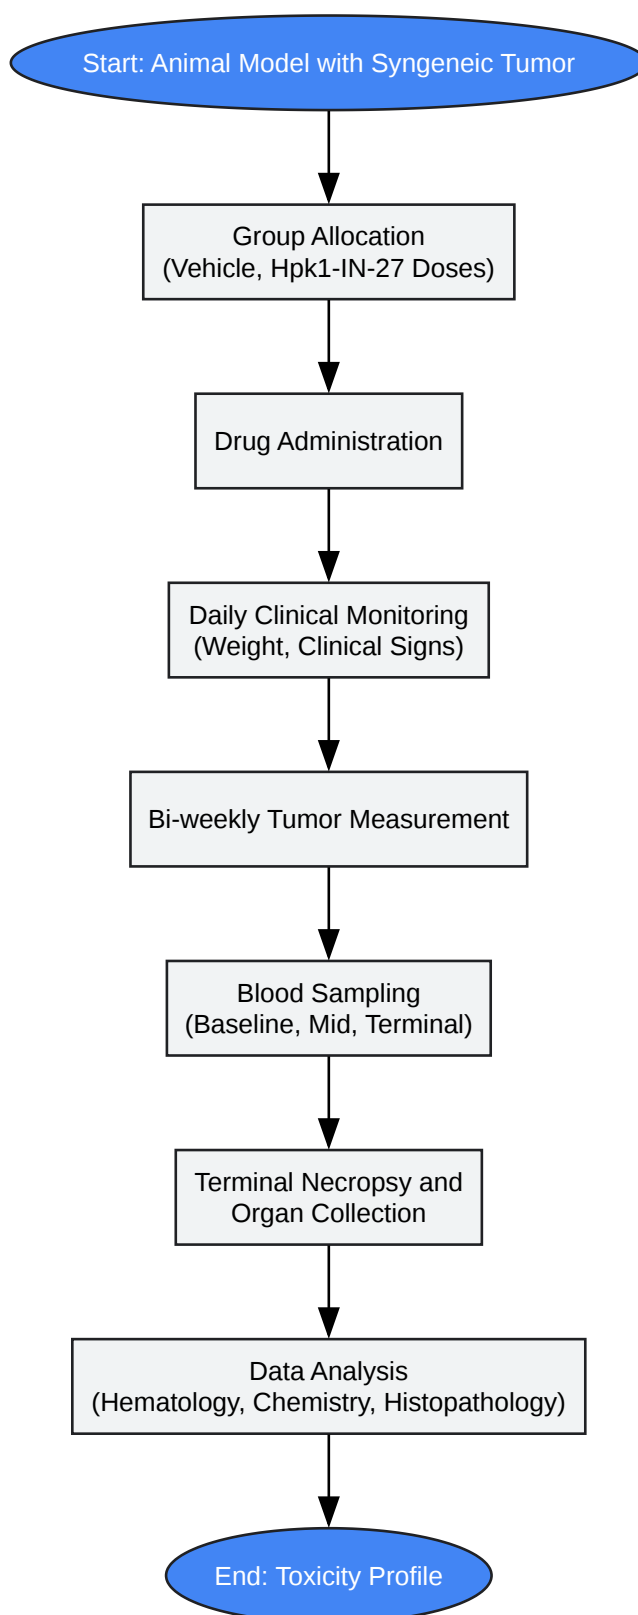 Start: Animal Model with Syngeneic Tumor
Group Allocation
(Vehicle, Hpk1-IN-27 Doses)
Drug Administration
Daily Clinical Monitoring
(Weight, Clinical Signs)
Bi-weekly Tumor Measurement
Blood Sampling
(Baseline, Mid, Terminal)
Terminal Necropsy and
Organ Collection
Data Analysis
(Hematology, Chemistry, Histopathology)
End: Toxicity Profile